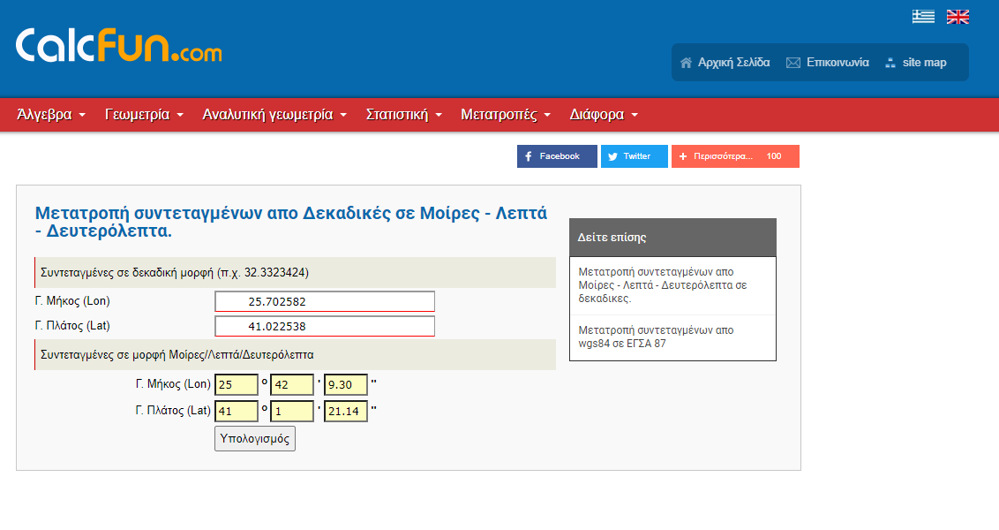 CalcFun.com
Αρχική Σελίδα Επικοινωνία site map
Άλγεβρα Γεωμετρία Αναλυτική γεωμετρία Στατιστική Μετατροπές Διάφορα
Facebook Twitter Περισσότερα... 100
Μετατροπή συντεταγμένων απο Δεκαδικές σε Μοίρες - Λεπτά
- Δευτερόλεπτα.
Συντεταγμένες σε δεκαδική μορφή (π.χ. 32.3323424)
Γ. Μήκος (Lon) 25.702582
Γ. Πλάτος (Lat) 41.022538
Συντεταγμένες σε μορφή Μοίρες/Λεπτά/Δευτερόλεπτα
Γ. Μήκος (Lon) 25 º 42 ' 9.30 "
Γ. Πλάτος (Lat) 41 º 1 ' 21.14 "
Υπολογισμός
Δείτε επίσης
Μετατροπή συντεταγμένων απο
Μοίρες - Λεπτά - Δευτερόλεπτα σε
δεκαδικες.
Μετατροπή συντεταγμένων απο
wgs84 σε ΕΓΣΑ 87